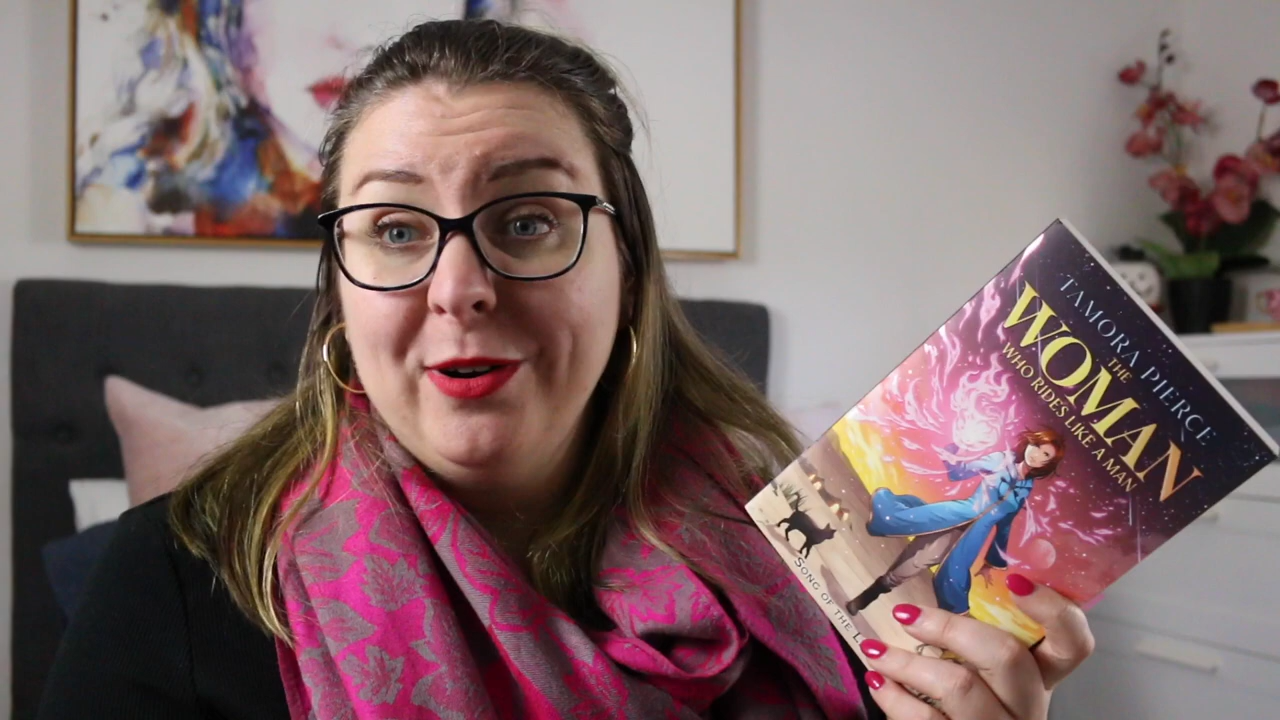 TAMORA PIERCE
THE
WOMAN
WHO RIDES LIKE A MAN
SONG OF THE